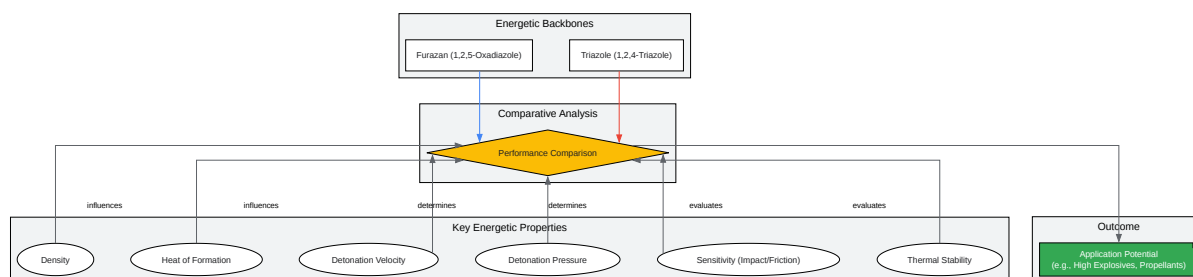 Energetic Backbones
Furazan (1,2,5-Oxadiazole)
Triazole (1,2,4-Triazole)
Comparative Analysis
Performance Comparison
influences
influences
determines
determines
evaluates
evaluates
Key Energetic Properties
Outcome
Density
Heat of Formation
Detonation Velocity
Detonation Pressure
Sensitivity (Impact/Friction)
Thermal Stability
Application Potential
(e.g., High Explosives, Propellants)